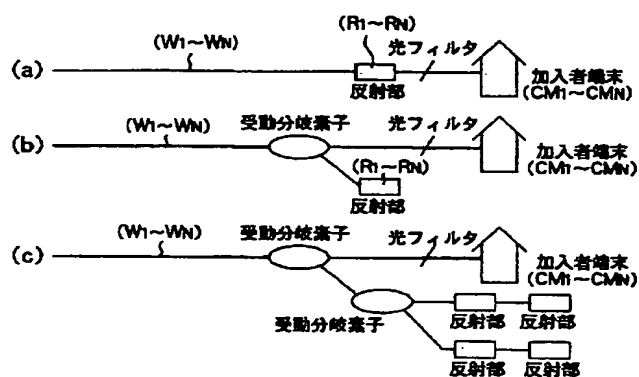 (R1~RN)
(W1~WN)
光フィルタ
(a)
反射部
加入者端末
(CM1~CMN)
(W1~WN)
受動分岐素子
光フィルタ
(b)
(R1~RN)
反射部
加入者端末
(CM1~CMN)
(W1~WN)
受動分岐素子
光フィルタ
(c)
加入者端末
(CM1~CMN)
受動分岐素子
反射部
反射部
反射部
反射部